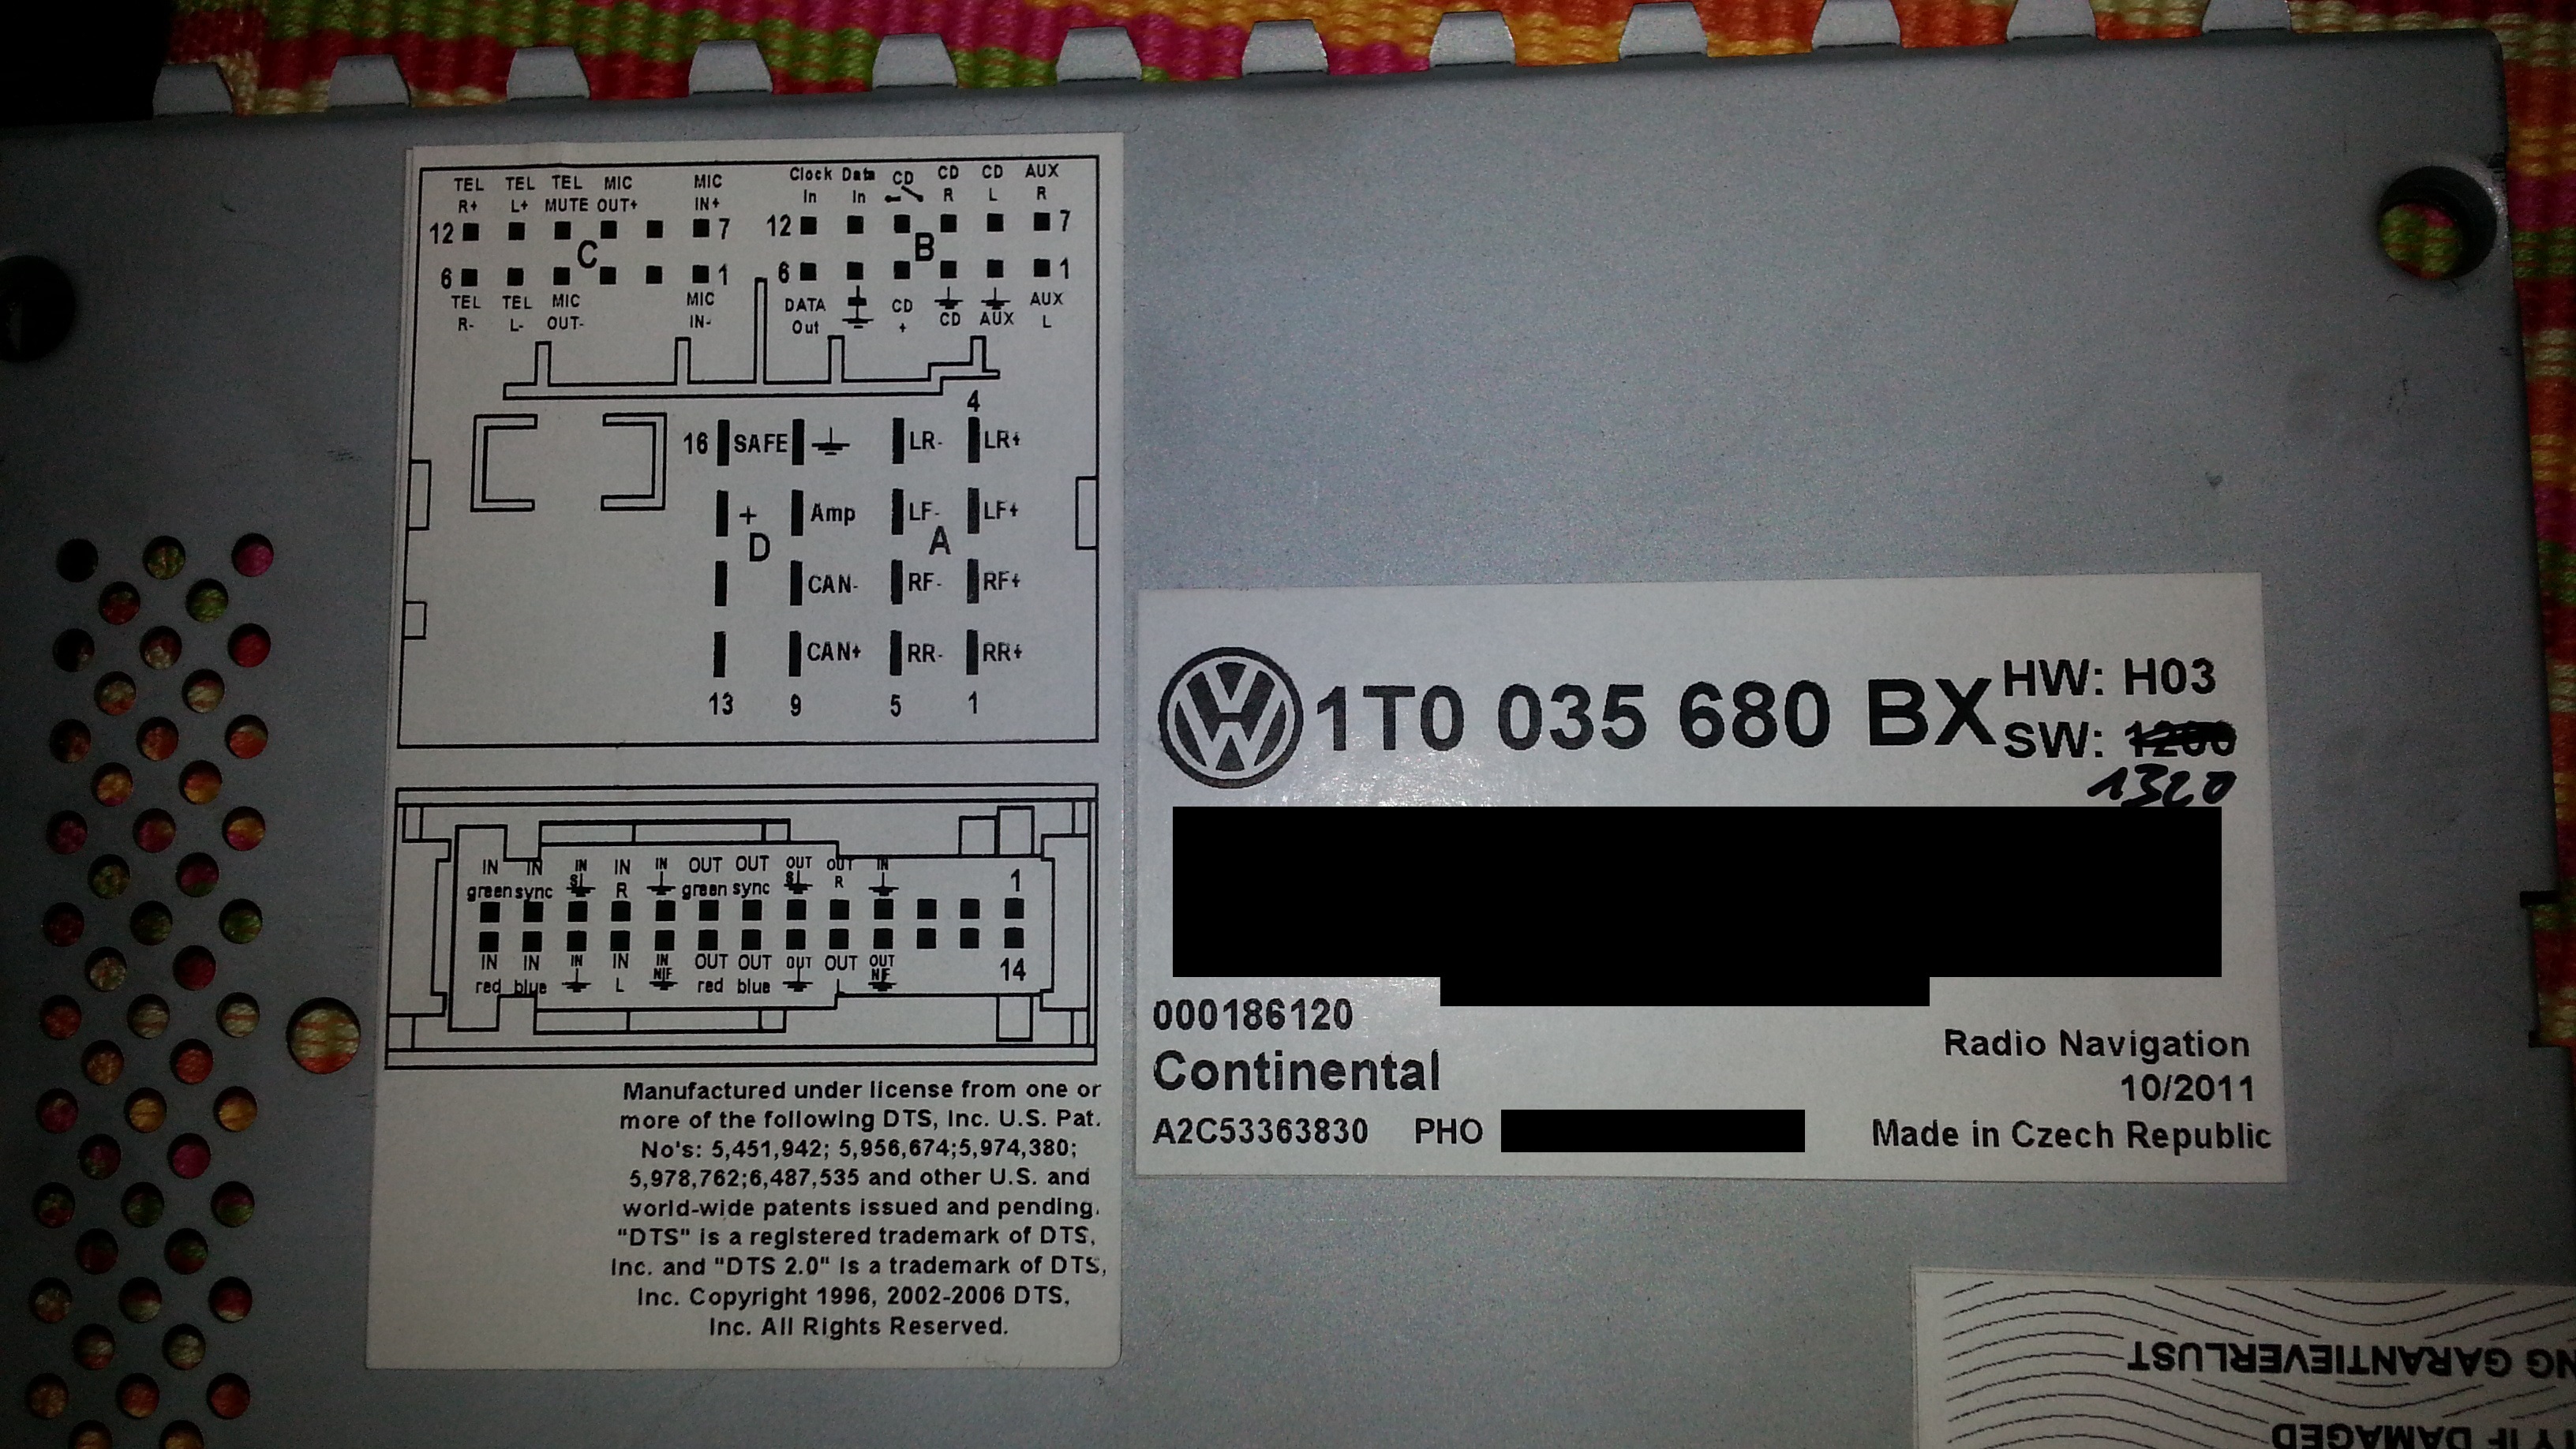 TEL TEL TEL MIC MIC
R+ L+ MUTE OUT+ IN+
12 7
C
6 1
TEL TEL MIC MIC
R- L- OUT- IN-
Clock Data CD CD CD AUX
In In R L R
12 7
B
6 1
DATA CD AUX
Out + CD AUX L
4
16 SAFE LR- LR+
+ Amp LF- LF+
D A
CAN- RF- RF+
CAN+ RR- RR+
13 9 5 1
IN IN IN IN IN OUT OUT OUT OUT IN
green sync R green sync R 1
IN IN IN IN IN OUT OUT OUT OUT OUT
NF NF 14
red blue L red blue
Manufactured under license from one or
more of the following DTS, Inc. U.S. Pat.
No's: 5,451,942; 5,956,674;5,974,380;
5,978,762;6,487,535 and other U.S. and
world-wide patents issued and pending.
"DTS" is a registered trademark of DTS,
Inc. and "DTS 2.0" is a trademark of DTS,
Inc. Copyright 1996, 2002-2006 DTS,
Inc. All Rights Reserved.
1T0 035 680 BX
HW: H03
SW: 1200
1320
000186120
Continental
A2C53363830 PHO
Radio Navigation
10/2011
Made in Czech Republic
GARANTIEVERLUST
IF DAMAGED